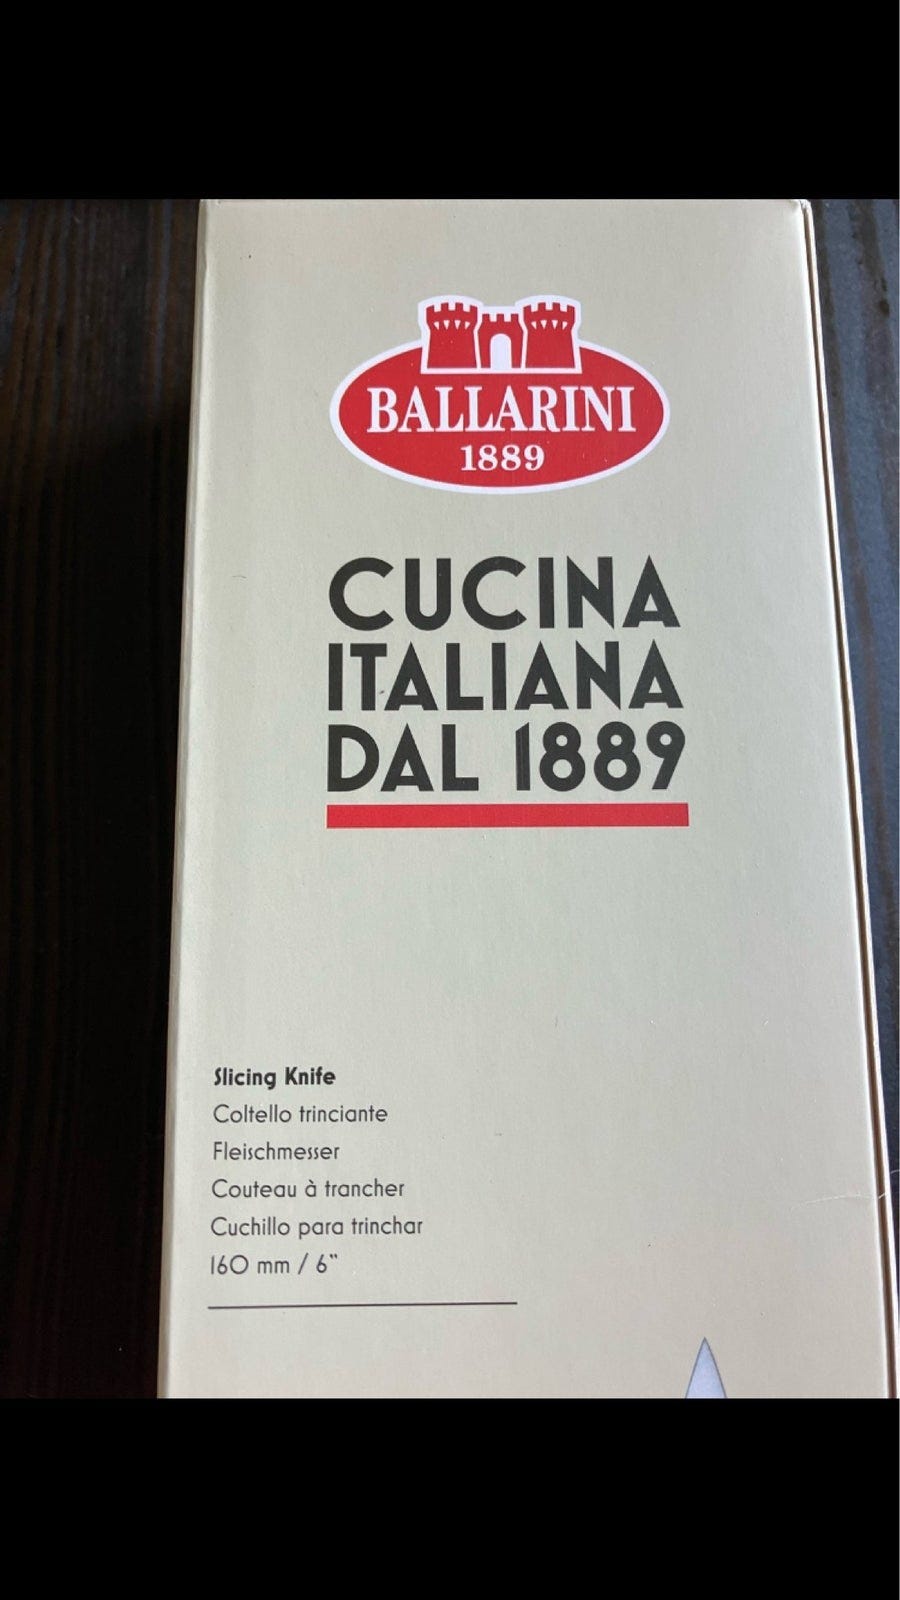 BALLARINI
1889
CUCINA
ITALIANA
DAL 1889
Slicing Knife
Coltello trinciante
Fleischmesser
Couteau à trancher
Cuchillo para trinchar
160 mm / 6"